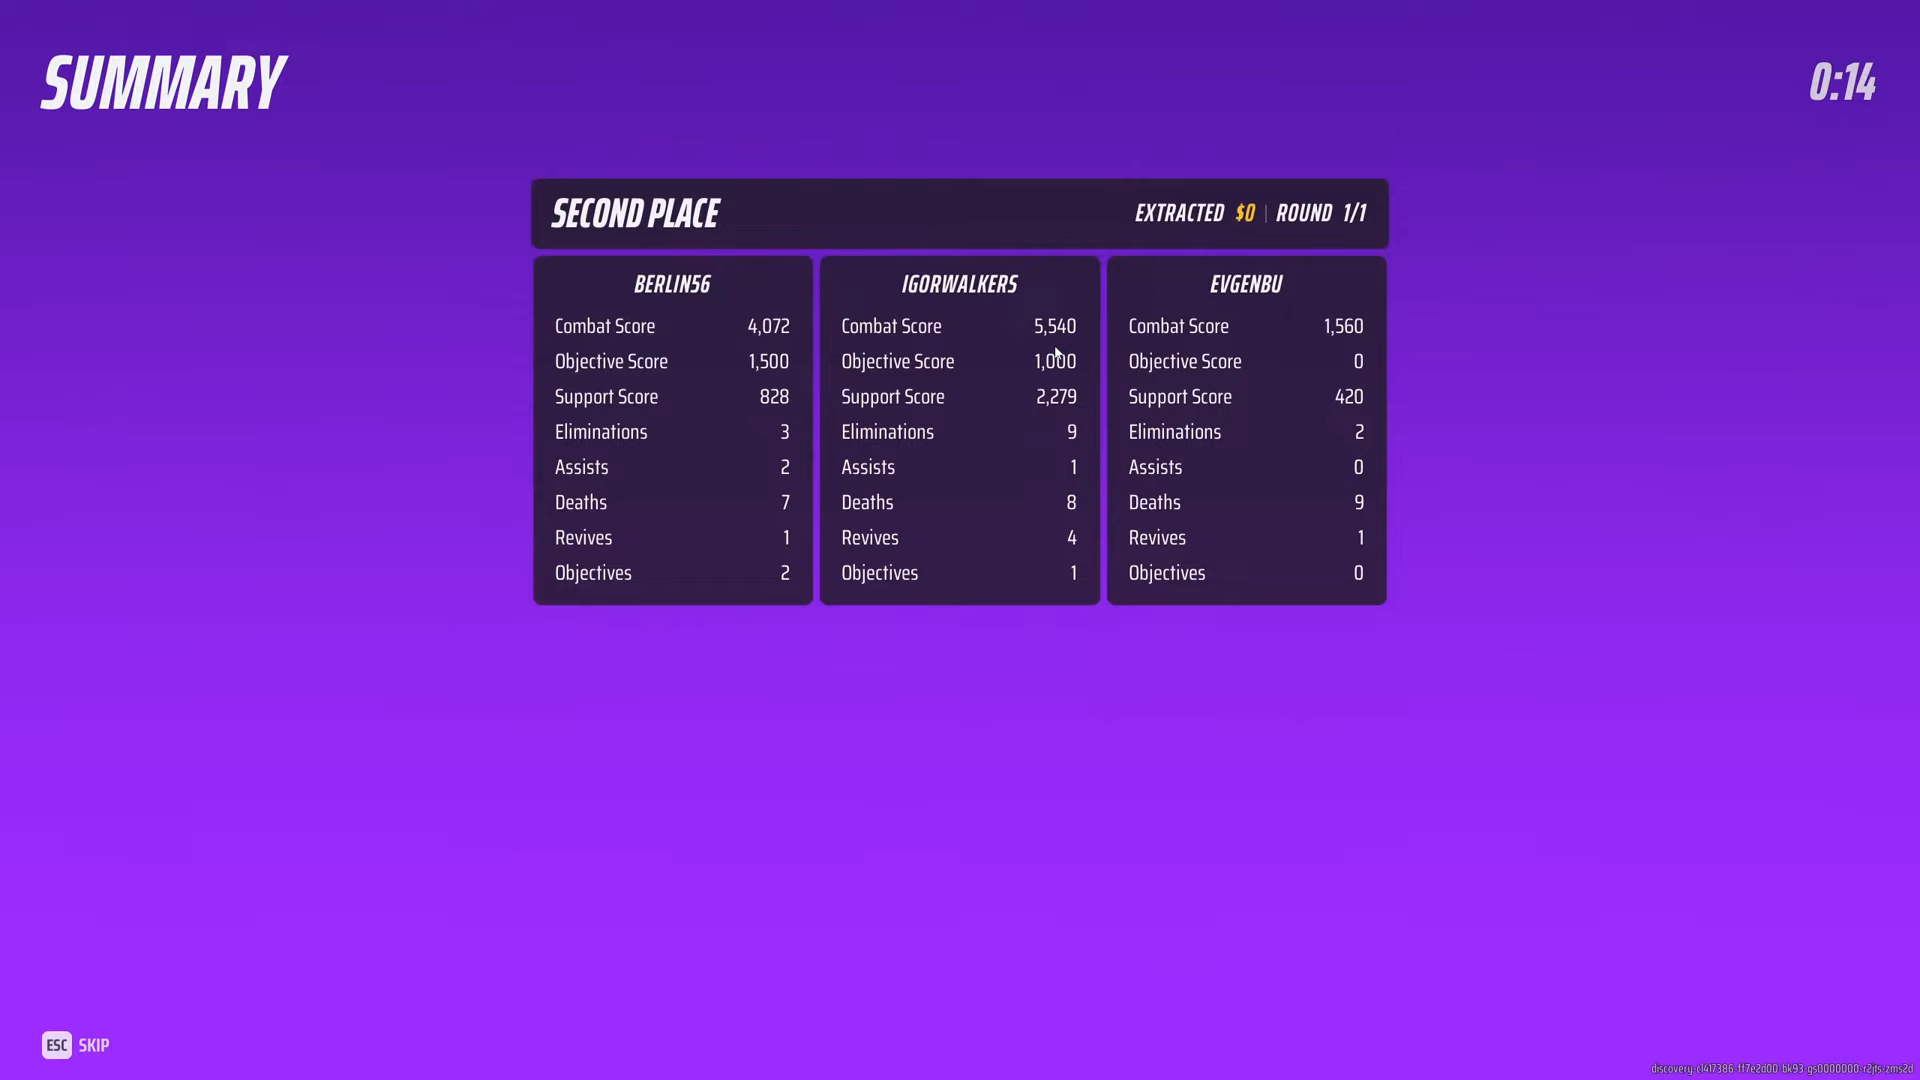 SUMMARY
0:14
SECOND PLACE
EXTRACTED $0 | ROUND 1/1
BERLIN56
Combat Score 4,072
Objective Score 1,500
Support Score 828
Eliminations 3
Assists 2
Deaths 7
Revives 1
Objectives 2
IGORWALKERS
Combat Score 5,540
Objective Score 1,000
Support Score 2,279
Eliminations 9
Assists 1
Deaths 8
Revives 4
Objectives 1
EVGENBU
Combat Score 1,560
Objective Score 0
Support Score 420
Eliminations 2
Assists 0
Deaths 9
Revives 1
Objectives 0
ESC SKIP